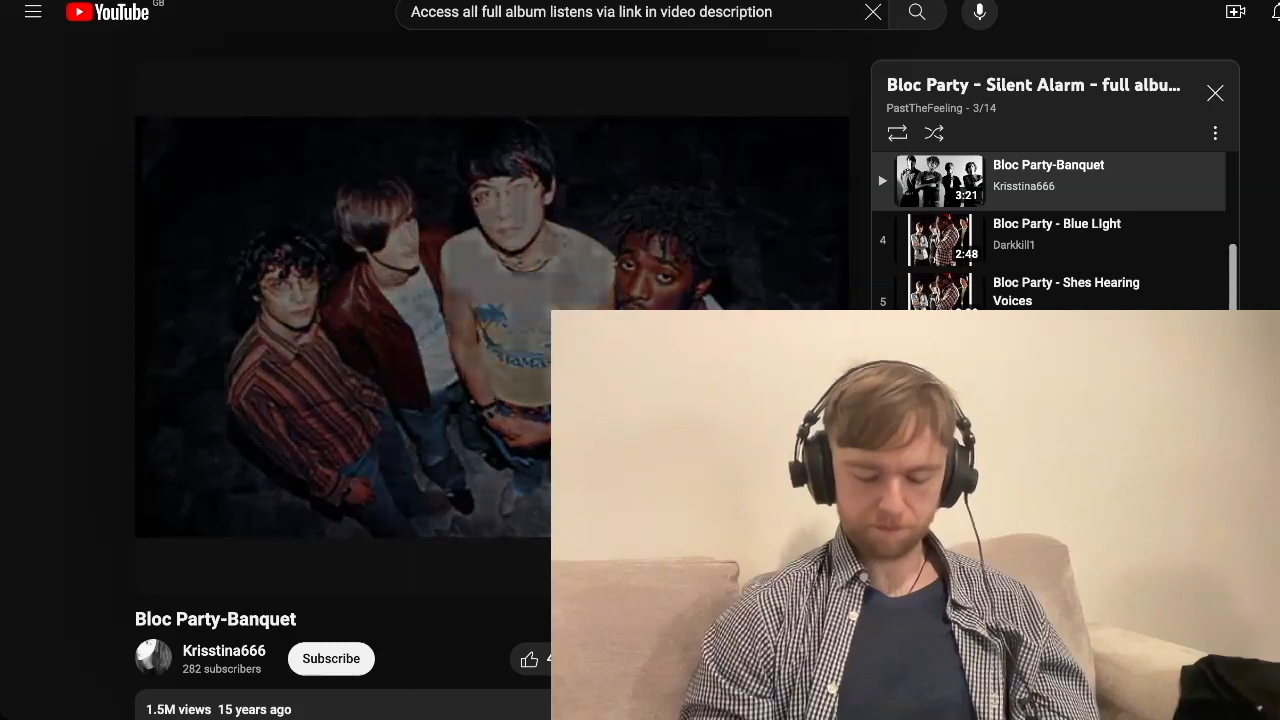 YouTube
GB
Access all full album listens via link in video description
Bloc Party - Silent Alarm - full albu...
PastTheFeeling - 3/14
Bloc Party-Banquet
Krisstina666
3:21
4
Bloc Party - Blue LIght
Darkkill1
2:48
5
Bloc Party - Shes Hearing
Voices
Bloc Party-Banquet
Krisstina666
282 subscribers
Subscribe
4
1.5M views 15 years ago